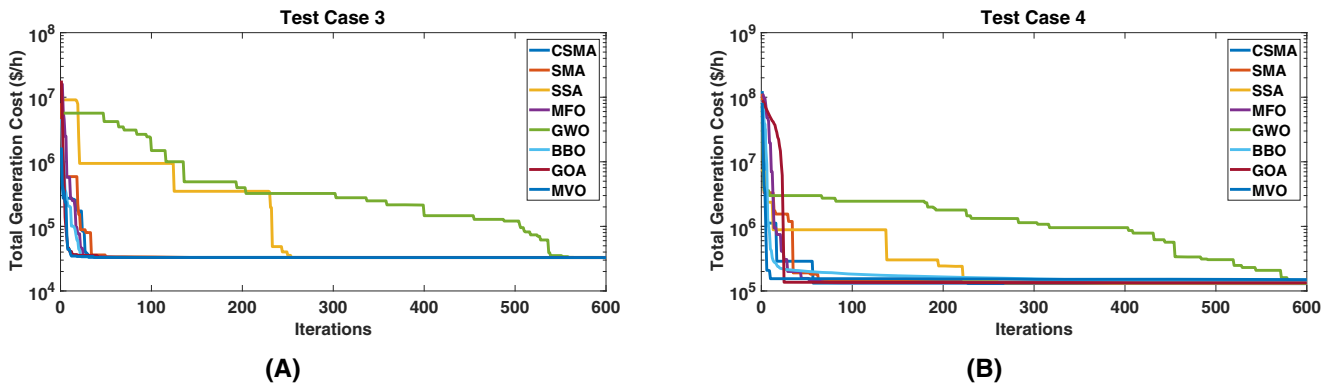 Test Case 3
Total Generation Cost ($/h)
10^8
10^7
10^6
10^5
10^4
0 100 200 300 400 500 600
Iterations
CSMA
SMA
SSA
MFO
GWO
BBO
GOA
MVO
(A)
Test Case 4
Total Generation Cost ($/h)
10^9
10^8
10^7
10^6
10^5
0 100 200 300 400 500 600
Iterations
CSMA
SMA
SSA
MFO
GWO
BBO
GOA
MVO
(B)